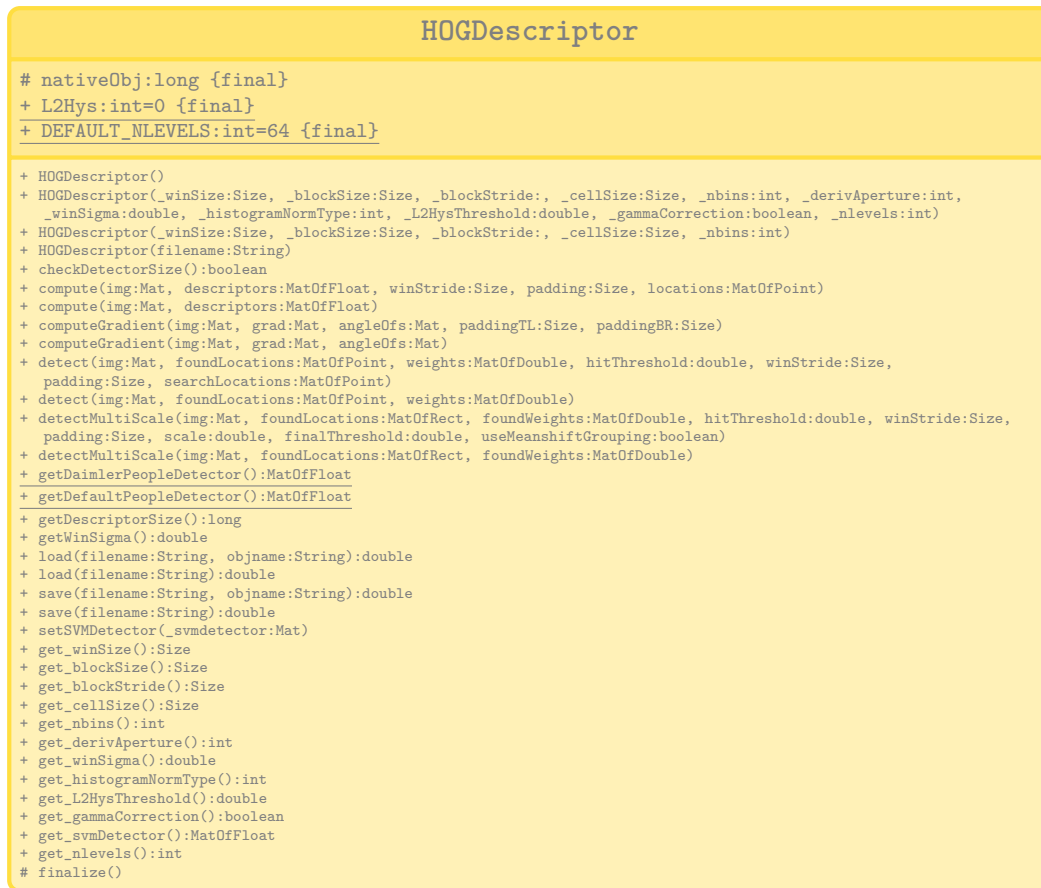 HOGDescriptor
# nativeObj:long {final}
+ L2Hys:int=0 {final}
+ DEFAULT_NLEVELS:int=64 {final}
+ HOGDescriptor()
+ HOGDescriptor(_winSize:Size, _blockSize:Size, _blockStride:, _cellSize:Size, _nbins:int, _derivAperture:int,
_winSigma:double, _histogramNormType:int, _L2HysThreshold:double, _gammaCorrection:boolean, _nlevels:int)
+ HOGDescriptor(_winSize:Size, _blockSize:Size, _blockStride:, _cellSize:Size, _nbins:int)
+ HOGDescriptor(filename:String)
+ checkDetectorSize():boolean
+ compute(img:Mat, descriptors:MatOfFloat, winStride:Size, padding:Size, locations:MatOfPoint)
+ compute(img:Mat, descriptors:MatOfFloat)
+ computeGradient(img:Mat, grad:Mat, angleOfs:Mat, paddingTL:Size, paddingBR:Size)
+ computeGradient(img:Mat, grad:Mat, angleOfs:Mat)
+ detect(img:Mat, foundLocations:MatOfPoint, weights:MatOfDouble, hitThreshold:double, winStride:Size,
padding:Size, searchLocations:MatOfPoint)
+ detect(img:Mat, foundLocations:MatOfPoint, weights:MatOfDouble)
+ detectMultiScale(img:Mat, foundLocations:MatOfRect, foundWeights:MatOfDouble, hitThreshold:double, winStride:Size,
padding:Size, scale:double, finalThreshold:double, useMeanshiftGrouping:boolean)
+ detectMultiScale(img:Mat, foundLocations:MatOfRect, foundWeights:MatOfDouble)
+ getDaimlerPeopleDetector():MatOfFloat
+ getDefaultPeopleDetector():MatOfFloat
+ getDescriptorSize():long
+ getWinSigma():double
+ load(filename:String, objname:String):double
+ load(filename:String):double
+ save(filename:String, objname:String):double
+ save(filename:String):double
+ setSVMDetector(_svmdetector:Mat)
+ get_winSize():Size
+ get_blockSize():Size
+ get_blockStride():Size
+ get_cellSize():Size
+ get_nbins():int
+ get_derivAperture():int
+ get_winSigma():double
+ get_histogramNormType():int
+ get_L2HysThreshold():double
+ get_gammaCorrection():boolean
+ get_svmDetector():MatOfFloat
+ get_nlevels():int
# finalize()